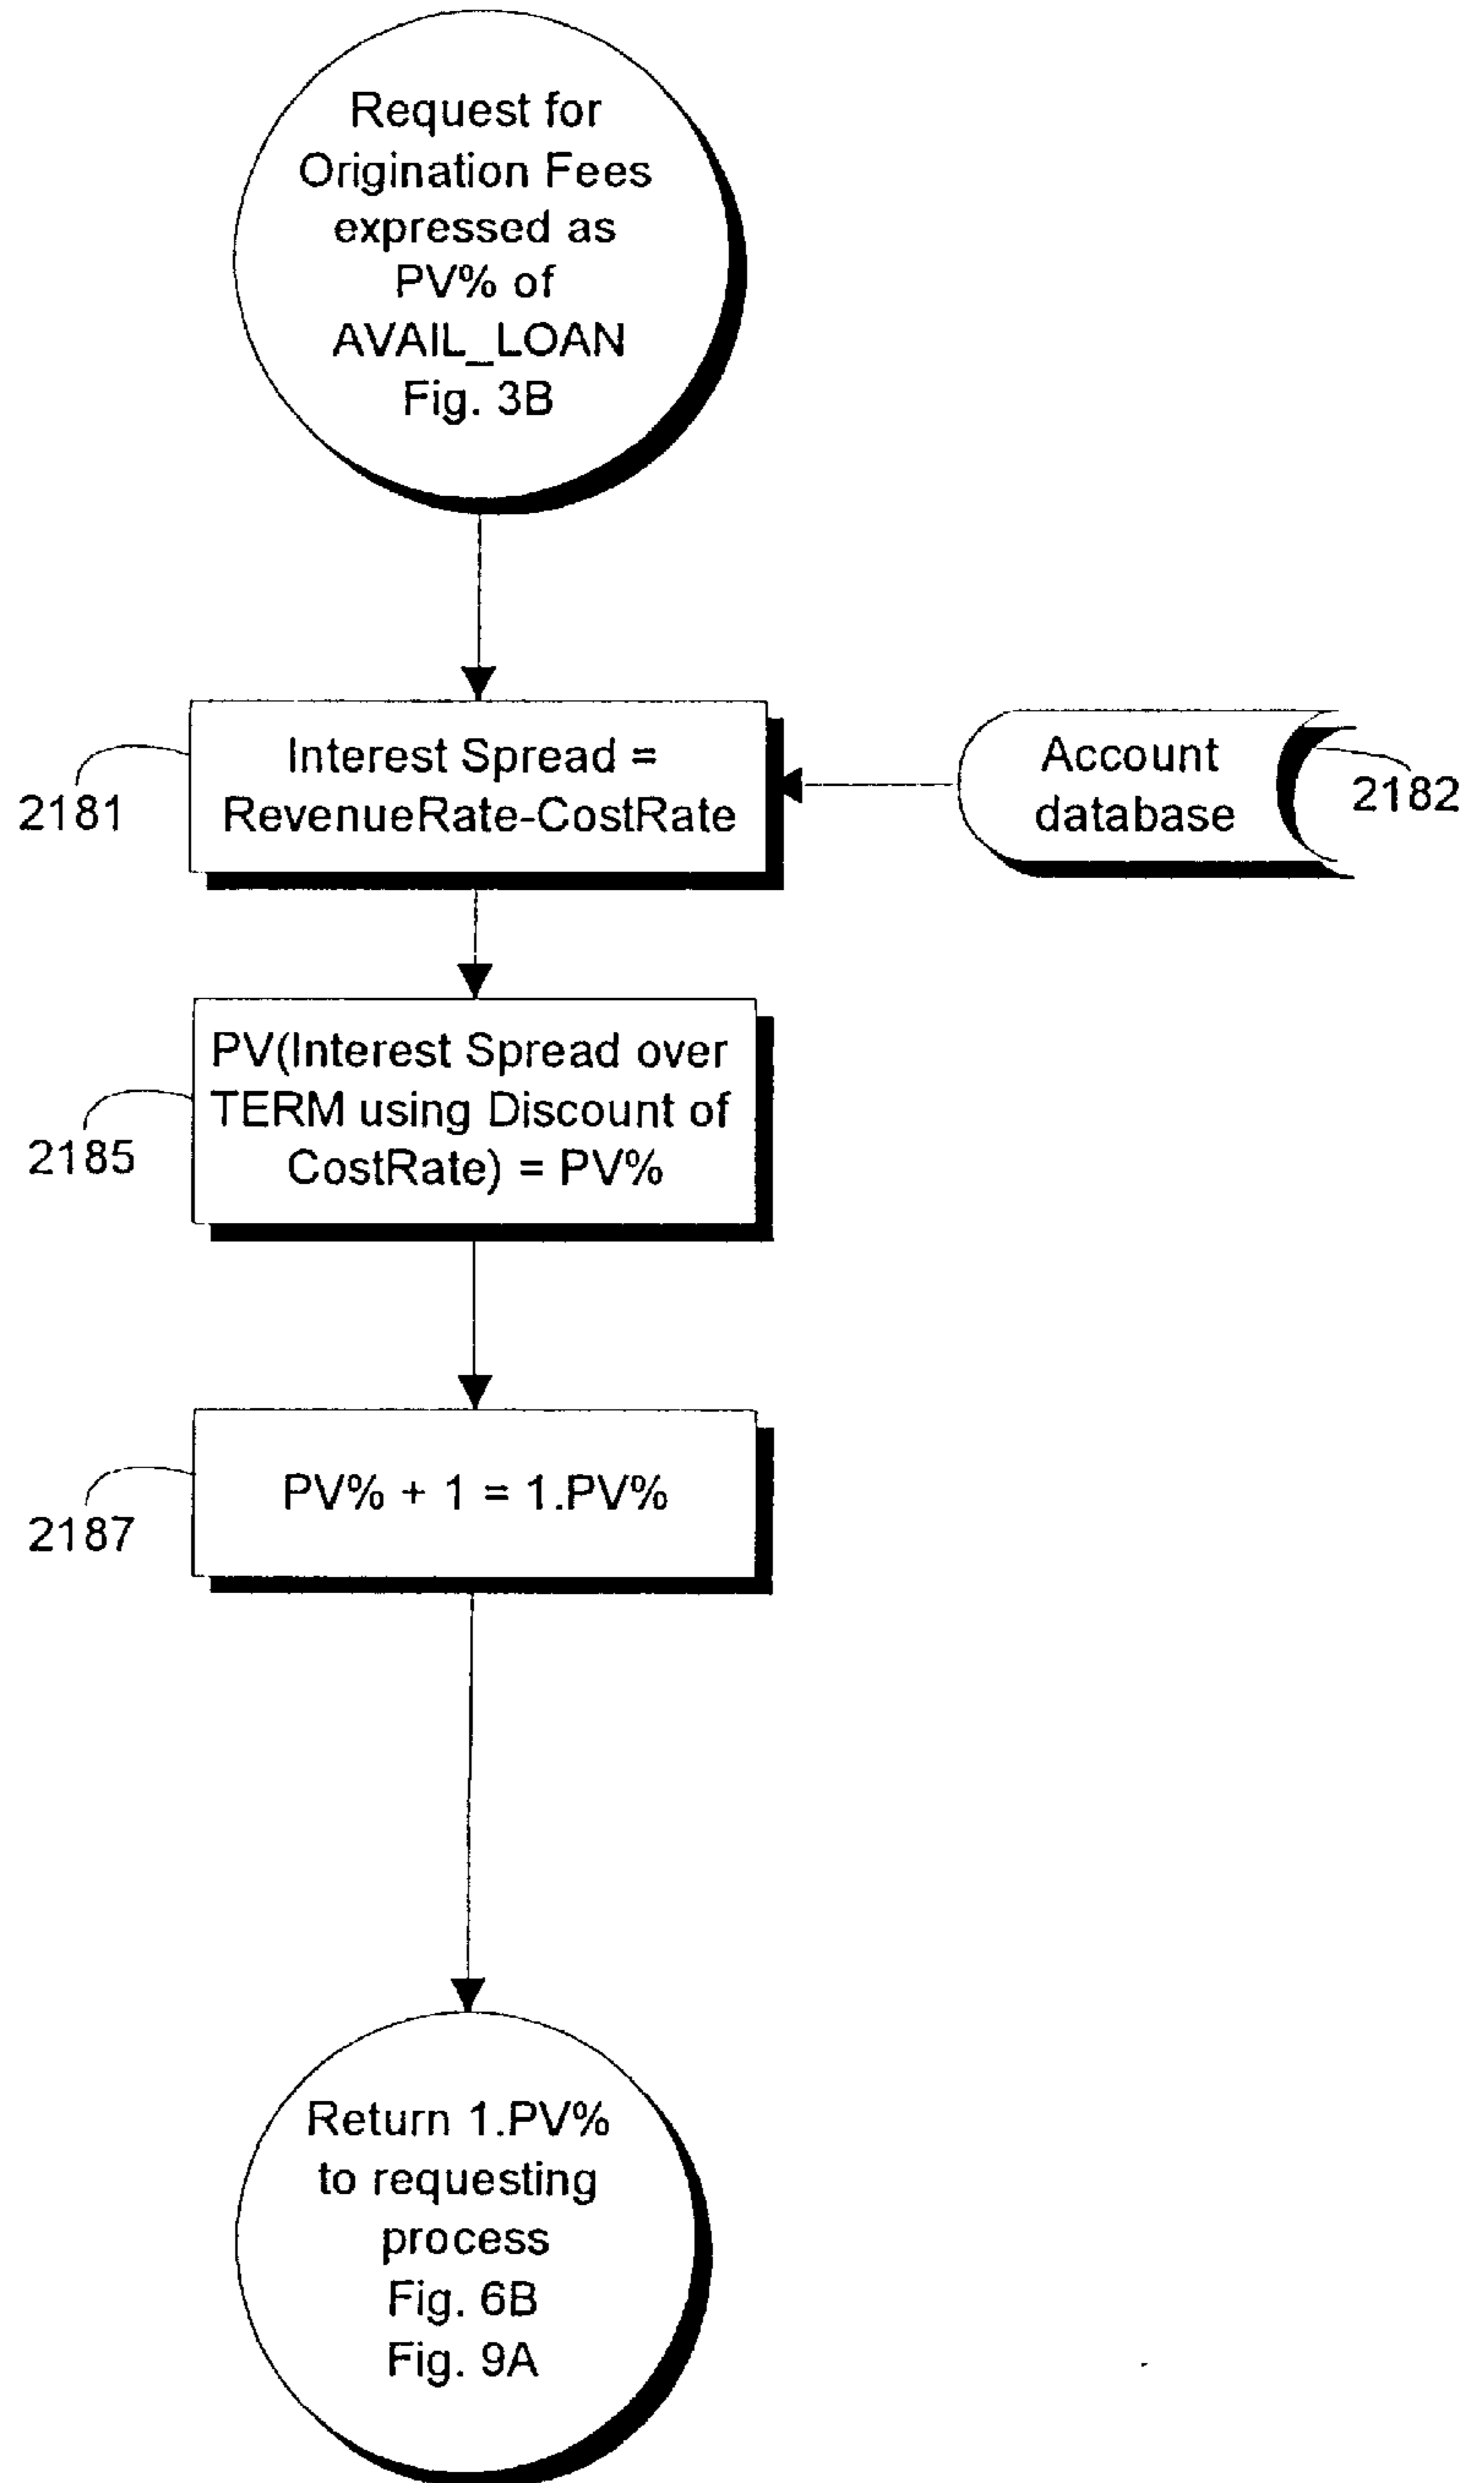 Request for
Origination Fees
expressed as
PV% of
AVAIL_LOAN
Fig. 3B
Interest Spread =
RevenueRate-CostRate
2181
Account
database
2182
PV(Interest Spread over
TERM using Discount of
CostRate) = PV%
2185
PV% + 1 = 1.PV%
2187
Return 1.PV%
to requesting
process
Fig. 6B
Fig. 9A